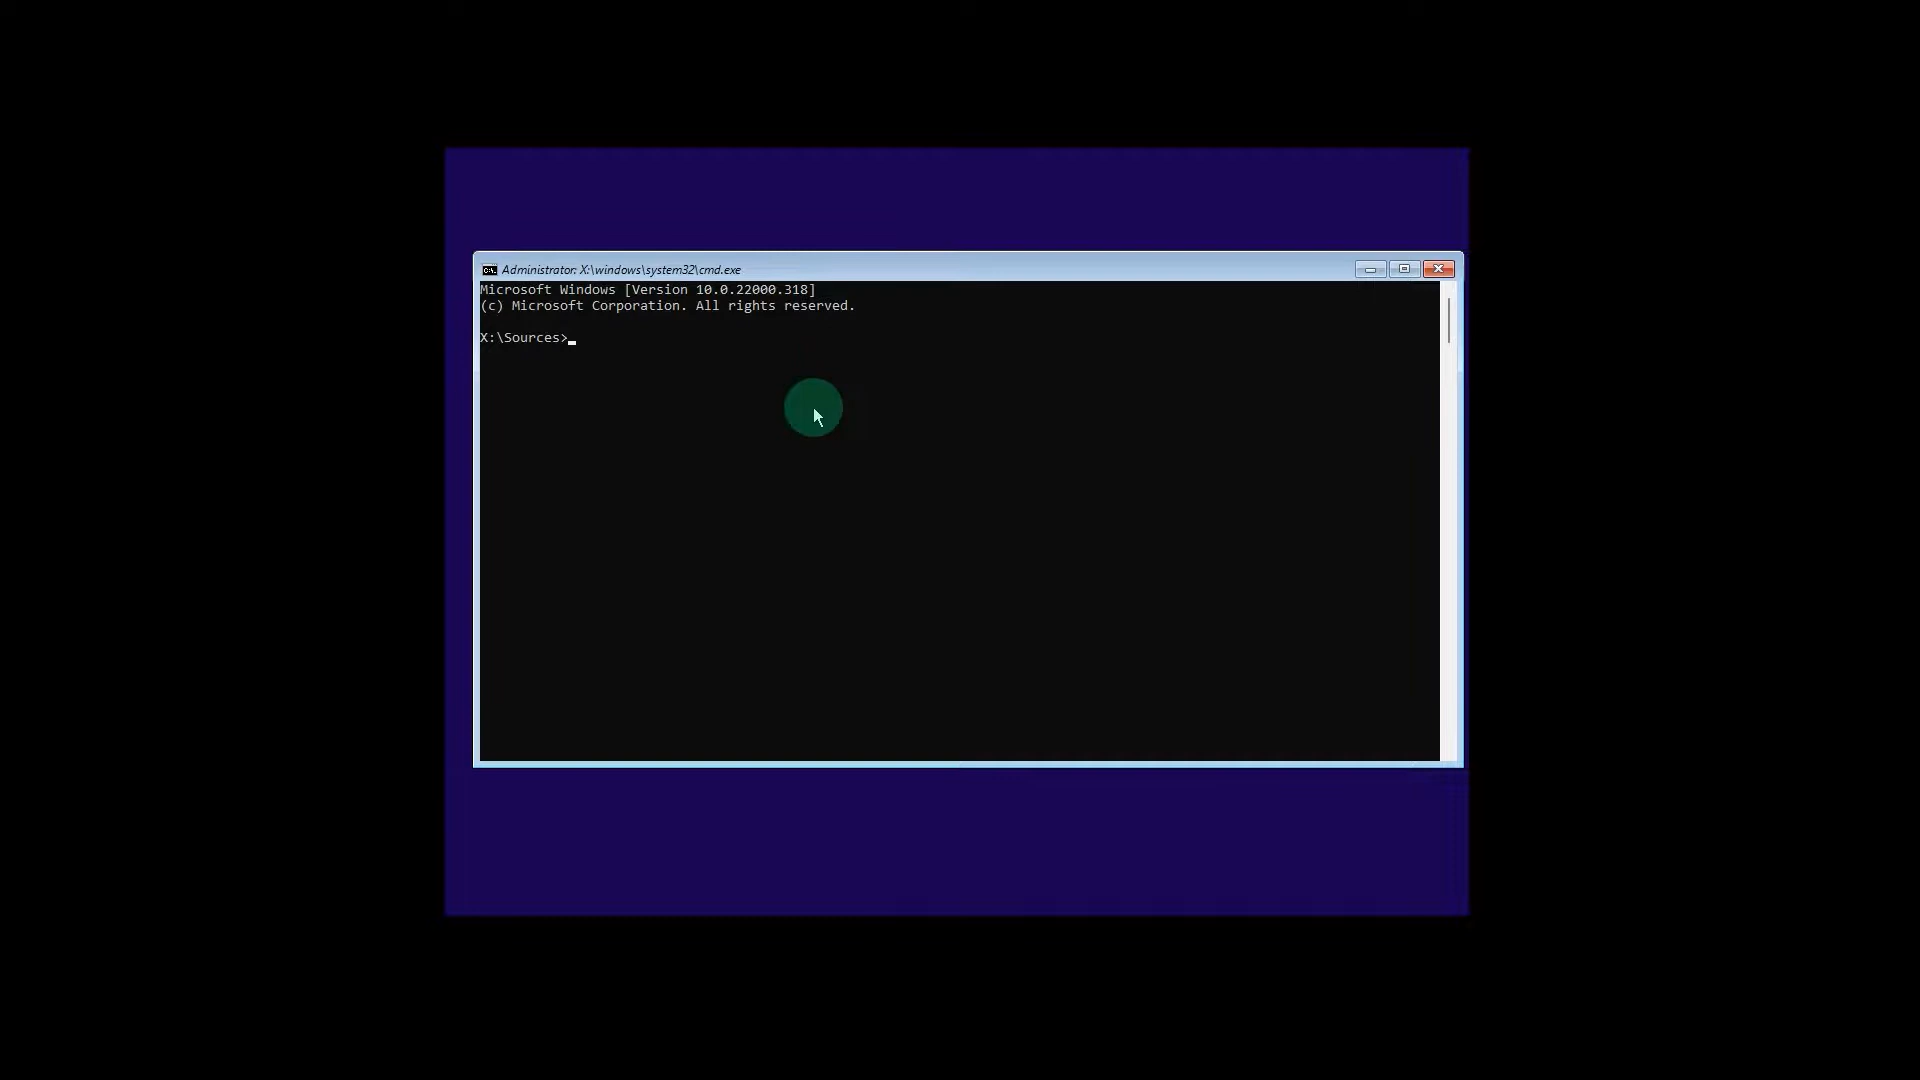 Administrator: X:\windows\system32\cmd.exe
Microsoft Windows [Version 10.0.22000.318]
(c) Microsoft Corporation. All rights reserved.
X:\Sources>